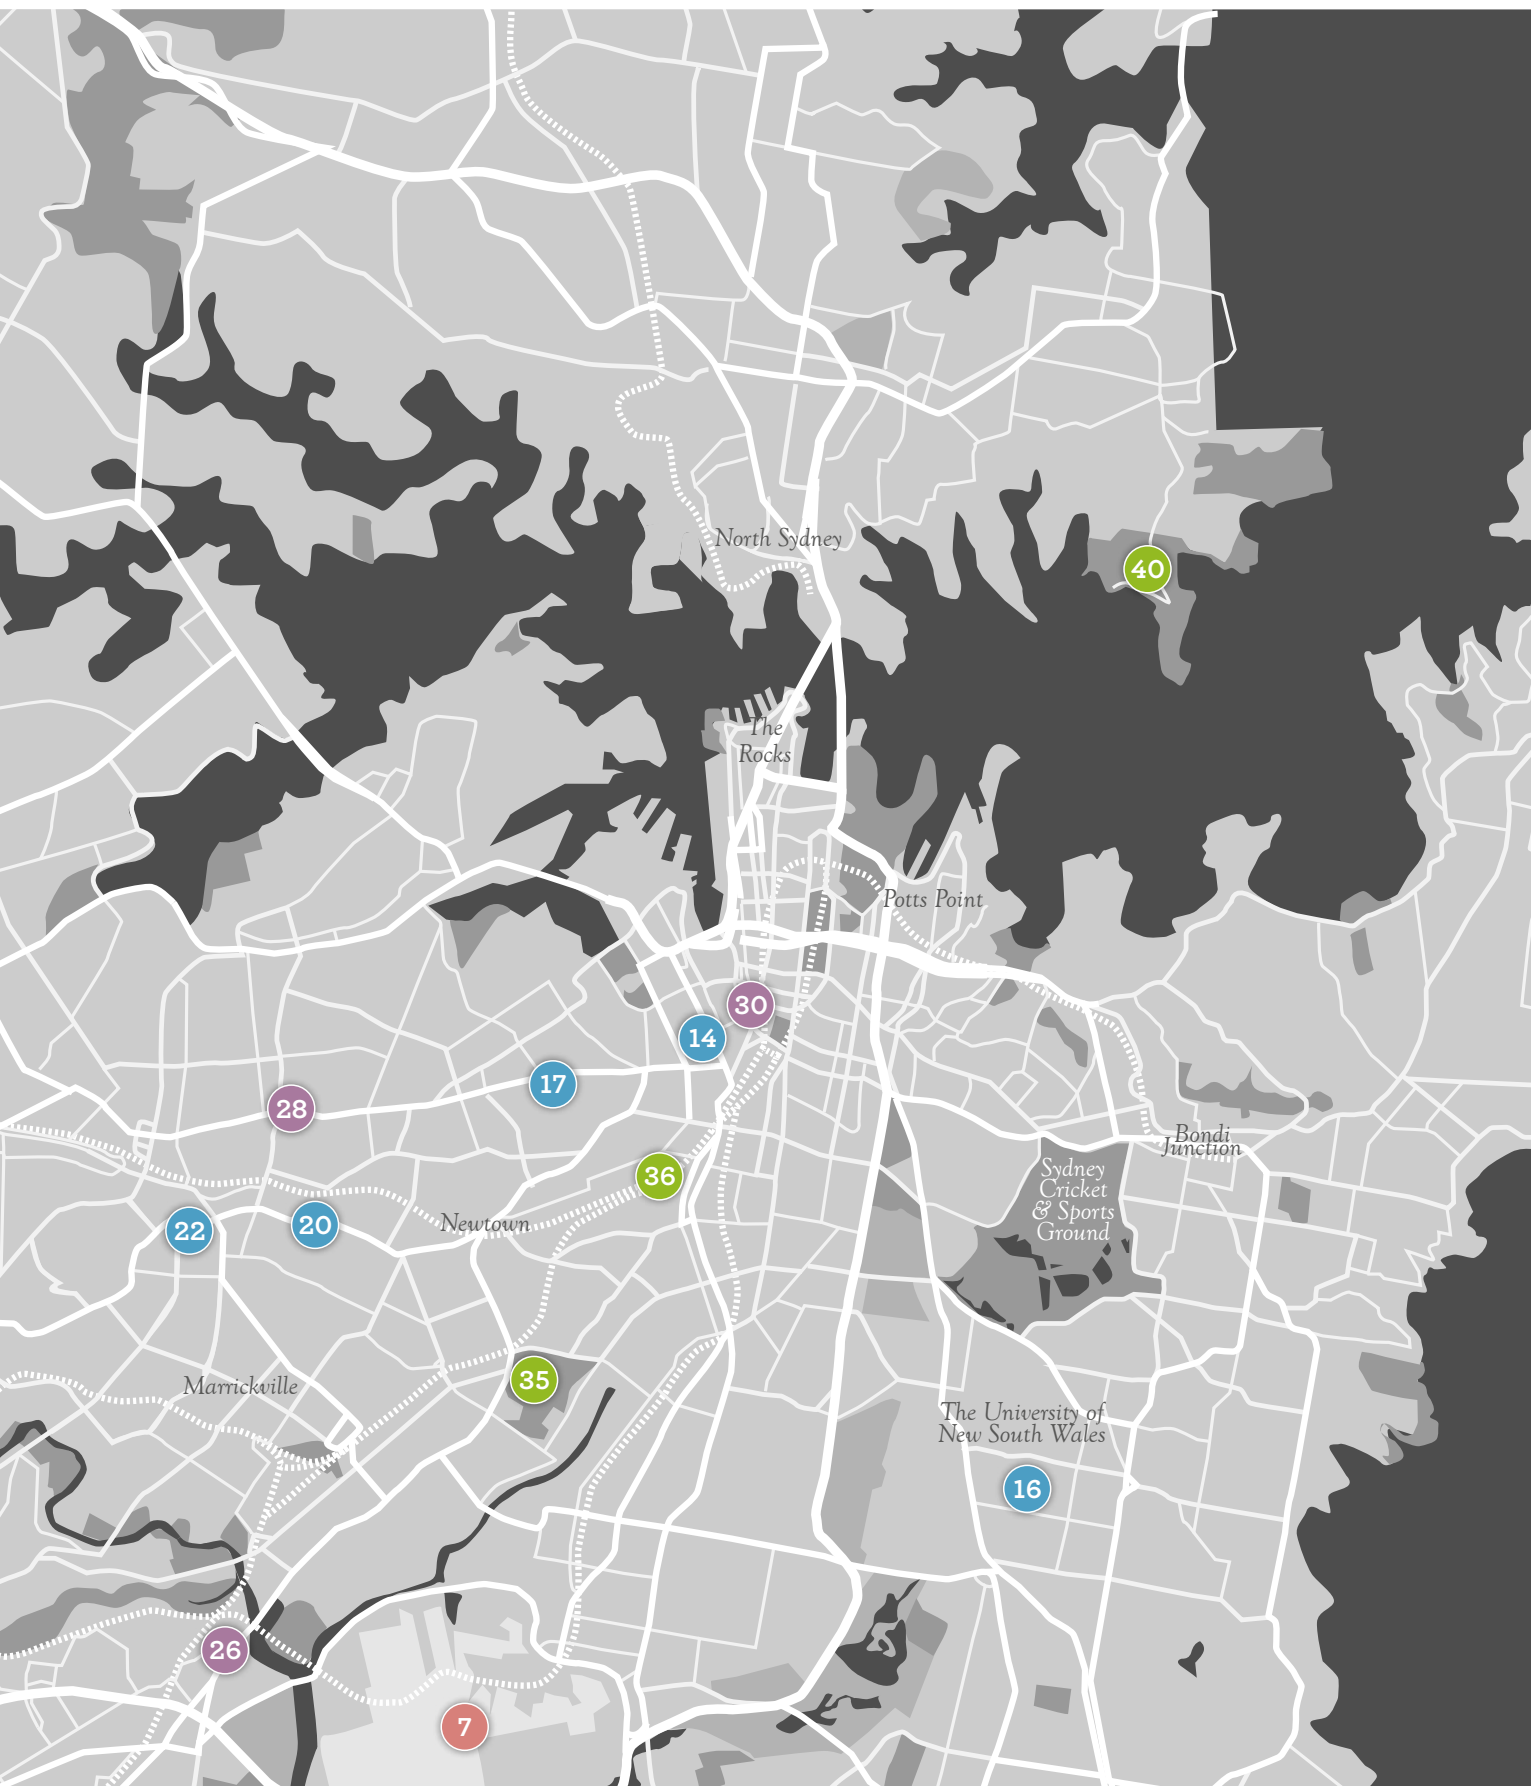 North Sydney
40
The
Rocks
Potts Point
30
14
17
28
Bondi
Junction
Sydney
Cricket
& Sports
Ground
36
22
20
Newtown
35
Marrickville
The University of
New South Wales
16
26
7